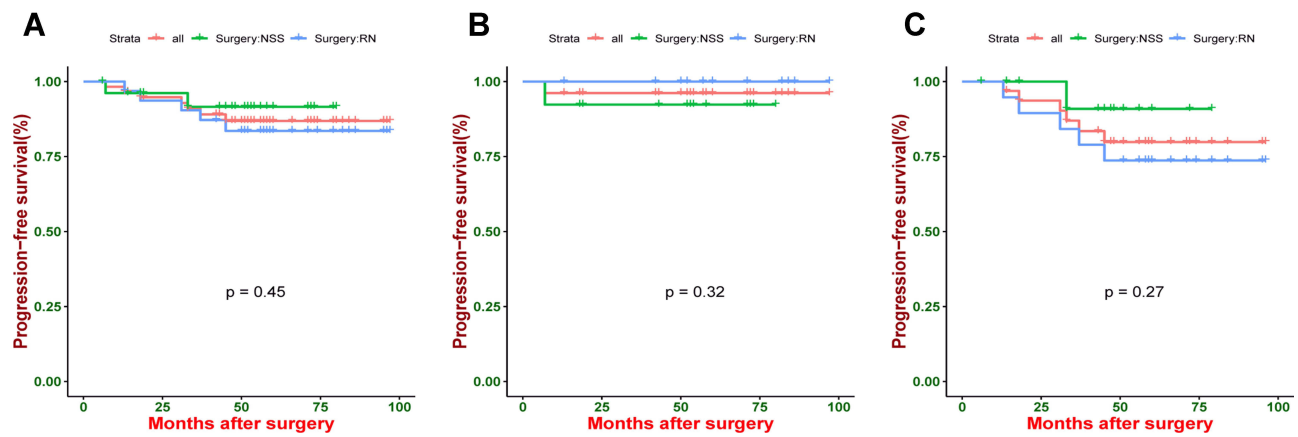 A
Strata all Surgery:NSS Surgery:RN
Progression-free survival(%)
1.00
0.75
0.50
0.25
0.00
p = 0.45
0 25 50 75 100
Months after surgery
B
Strata all Surgery:NSS Surgery:RN
Progression-free survival(%)
1.00
0.75
0.50
0.25
0.00
p = 0.32
0 25 50 75 100
Months after surgery
C
Strata all Surgery:NSS Surgery:RN
Progression-free survival(%)
1.00
0.75
0.50
0.25
0.00
p = 0.27
0 25 50 75 100
Months after surgery